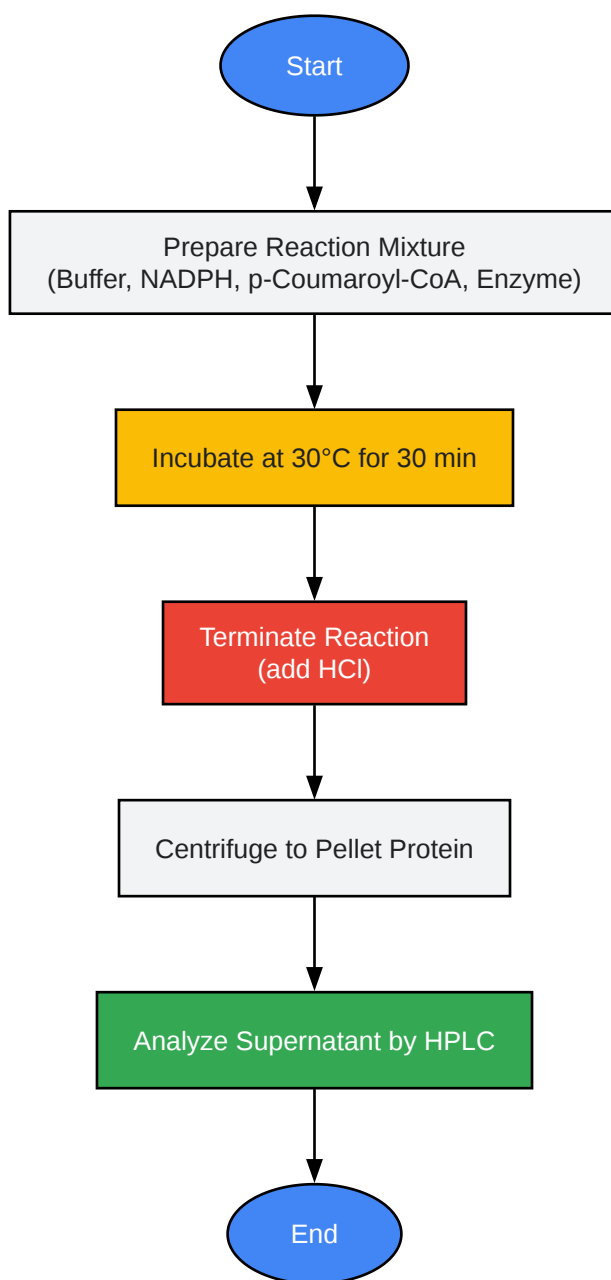 Start
Prepare Reaction Mixture
(Buffer, NADPH, p-Coumaroyl-CoA, Enzyme)
Incubate at 30°C for 30 min
Terminate Reaction
(add HCl)
Centrifuge to Pellet Protein
Analyze Supernatant by HPLC
End